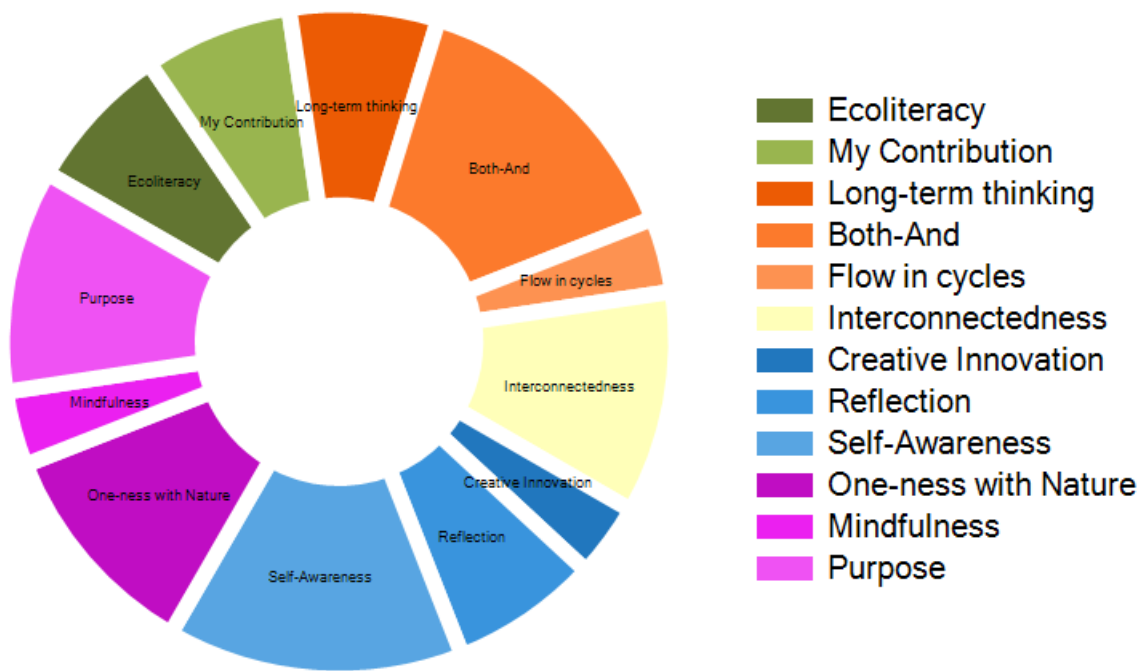 Long-term thinking
My Contribution
Both-And
Ecoliteracy
Flow in cycles
Purpose
Interconnectedness
Mindfulness
Creative Innovation
One-ness with Nature
Reflection
Self-Awareness
Ecoliteracy
My Contribution
Long-term thinking
Both-And
Flow in cycles
Interconnectedness
Creative Innovation
Reflection
Self-Awareness
One-ness with Nature
Mindfulness
Purpose